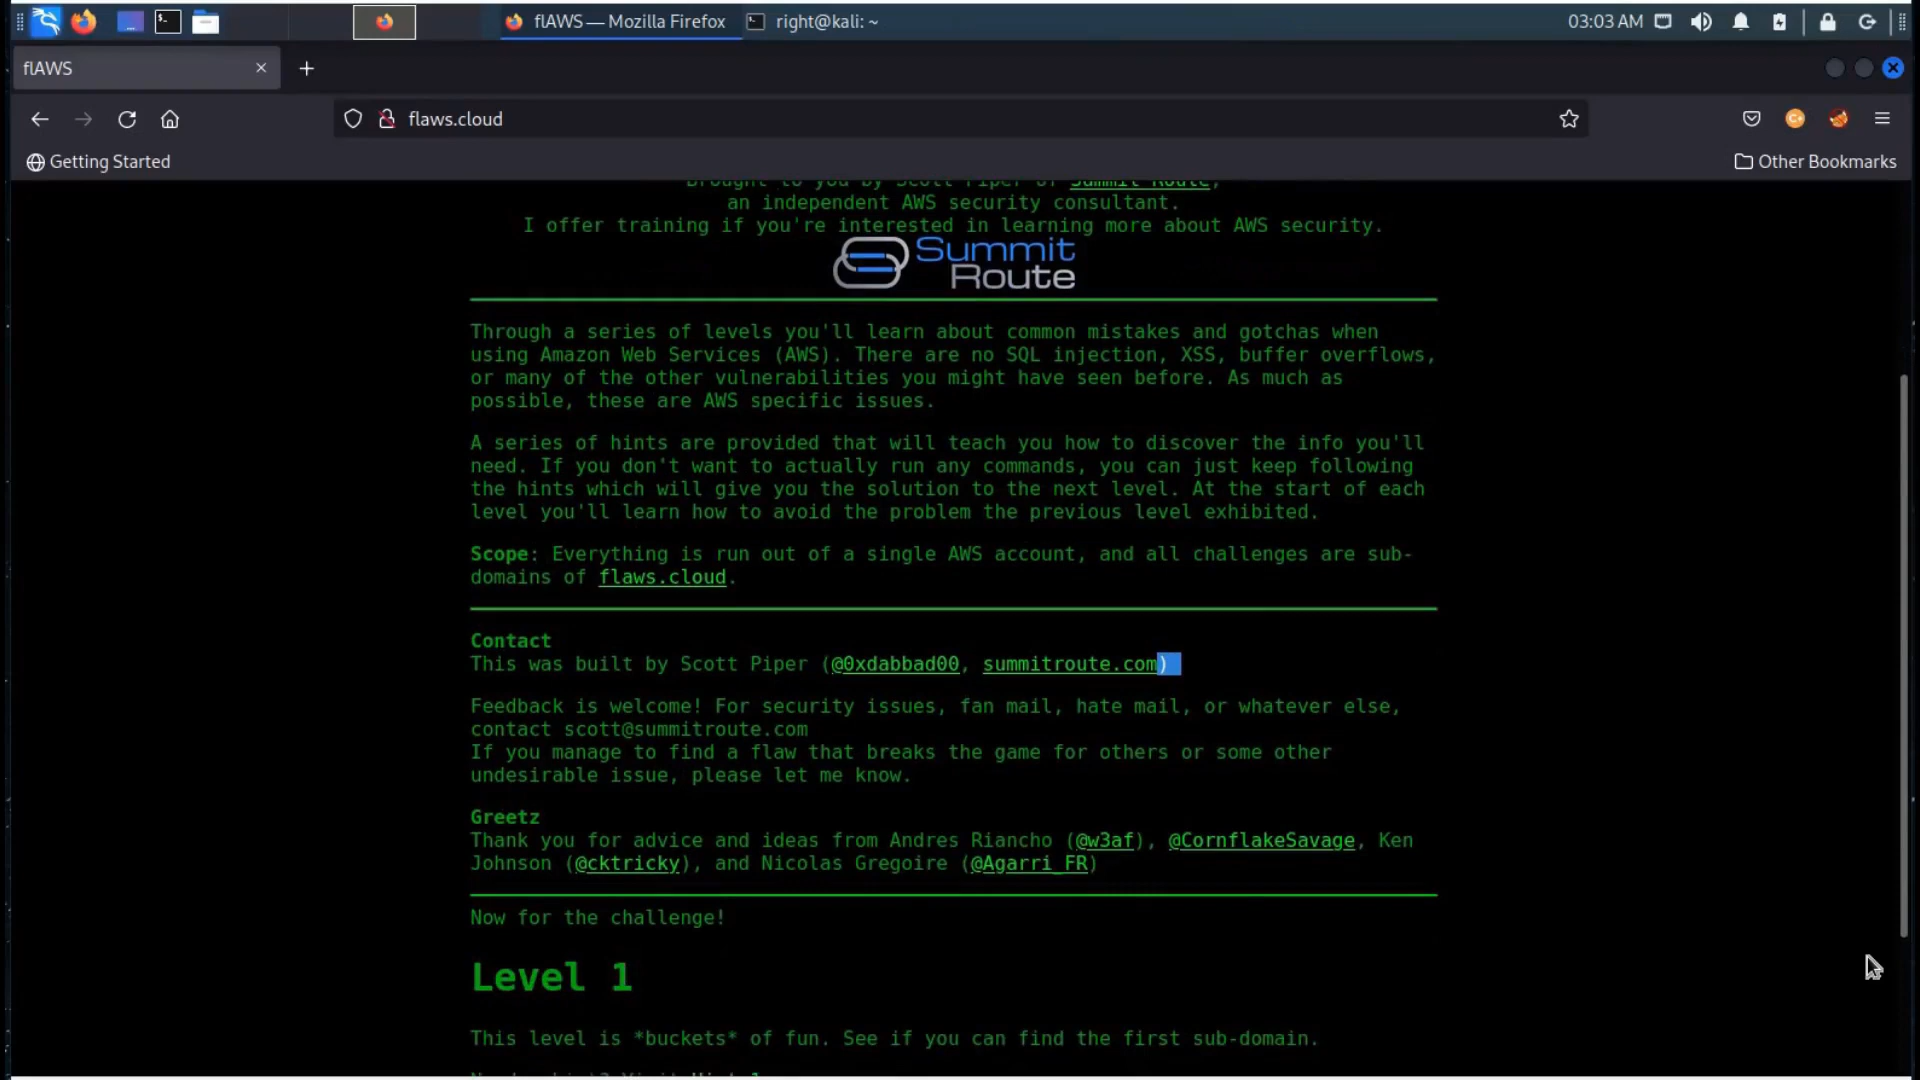 flAWS — Mozilla Firefox
right@kali: ~
03:03 AM
flAWS
flaws.cloud
Getting Started
Other Bookmarks
Brought to you by Scott Piper of Summit Route,
an independent AWS security consultant.
I offer training if you're interested in learning more about AWS security.
Summit
Route
Through a series of levels you'll learn about common mistakes and gotchas when
using Amazon Web Services (AWS). There are no SQL injection, XSS, buffer overflows,
or many of the other vulnerabilities you might have seen before. As much as
possible, these are AWS specific issues.
A series of hints are provided that will teach you how to discover the info you'll
need. If you don't want to actually run any commands, you can just keep following
the hints which will give you the solution to the next level. At the start of each
level you'll learn how to avoid the problem the previous level exhibited.
Scope: Everything is run out of a single AWS account, and all challenges are sub-
domains of flaws.cloud.
Contact
This was built by Scott Piper (@0xdabbad00, summitroute.com)
Feedback is welcome! For security issues, fan mail, hate mail, or whatever else,
contact scott@summitroute.com
If you manage to find a flaw that breaks the game for others or some other
undesirable issue, please let me know.
Greetz
Thank you for advice and ideas from Andres Riancho (@w3af), @CornflakeSavage, Ken
Johnson (@cktricky), and Nicolas Gregoire (@Agarri_FR)
Now for the challenge!
Level 1
This level is *buckets* of fun. See if you can find the first sub-domain.